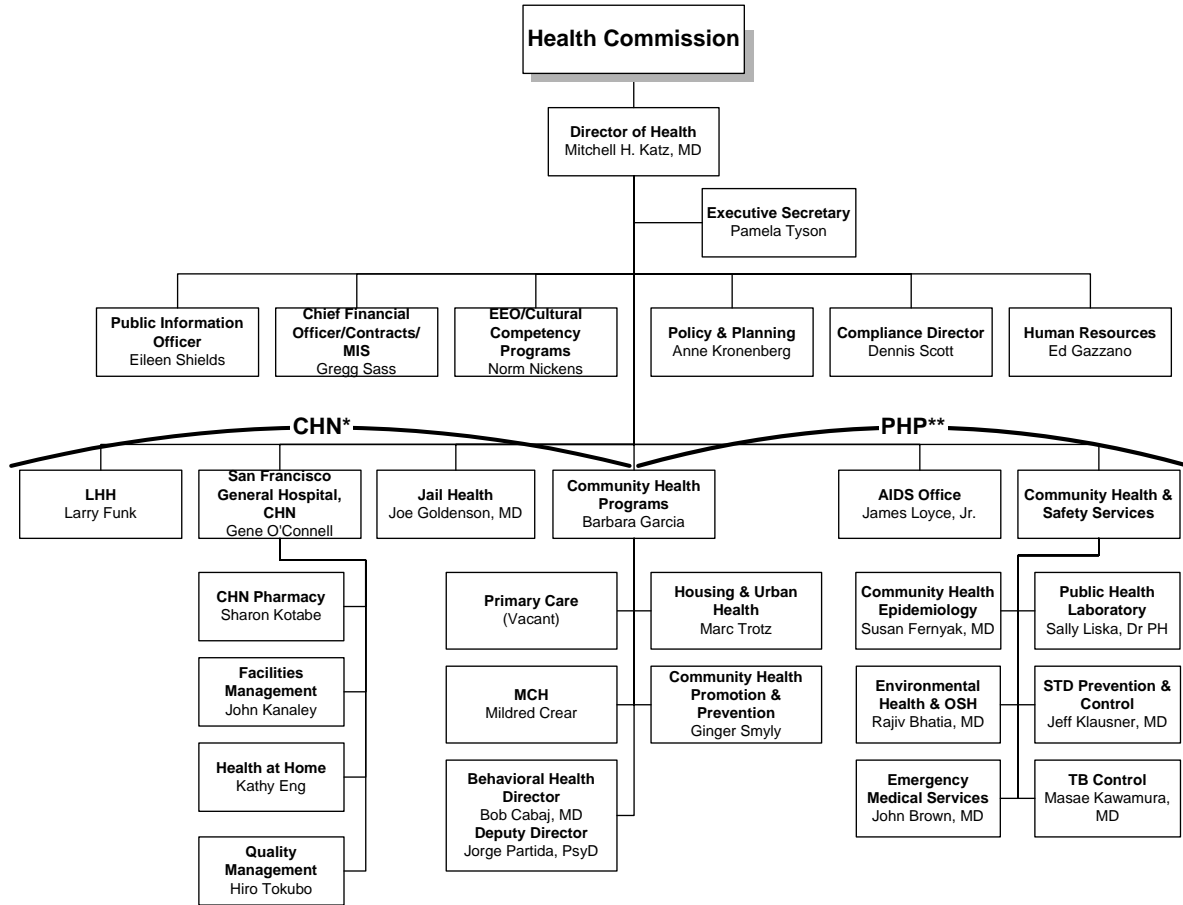 Health Commission
Director of Health
Mitchell H. Katz, MD
Executive Secretary
Pamela Tyson
Public Information
Officer
Eileen Shields
Chief Financial
Officer/Contracts/
MIS
Gregg Sass
EEO/Cultural
Competency
Programs
Norm Nickens
Policy & Planning
Anne Kronenberg
Compliance Director
Dennis Scott
Human Resources
Ed Gazzano
CHN*
PHP**
LHH
Larry Funk
San Francisco
General Hospital,
CHN
Gene O'Connell
Jail Health
Joe Goldenson, MD
Community Health
Programs
Barbara Garcia
AIDS Office
James Loyce, Jr.
Community Health &
Safety Services
CHN Pharmacy
Sharon Kotabe
Facilities
Management
John Kanaley
Health at Home
Kathy Eng
Quality
Management
Hiro Tokubo
Primary Care
(Vacant)
Housing & Urban
Health
Marc Trotz
MCH
Mildred Crear
Community Health
Promotion &
Prevention
Ginger Smyly
Behavioral Health
Director
Bob Cabaj, MD
Deputy Director
Jorge Partida, PsyD
Community Health
Epidemiology
Susan Fernyak, MD
Public Health
Laboratory
Sally Liska, Dr PH
Environmental
Health & OSH
Rajiv Bhatia, MD
STD Prevention &
Control
Jeff Klausner, MD
Emergency
Medical Services
John Brown, MD
TB Control
Masae Kawamura,
MD